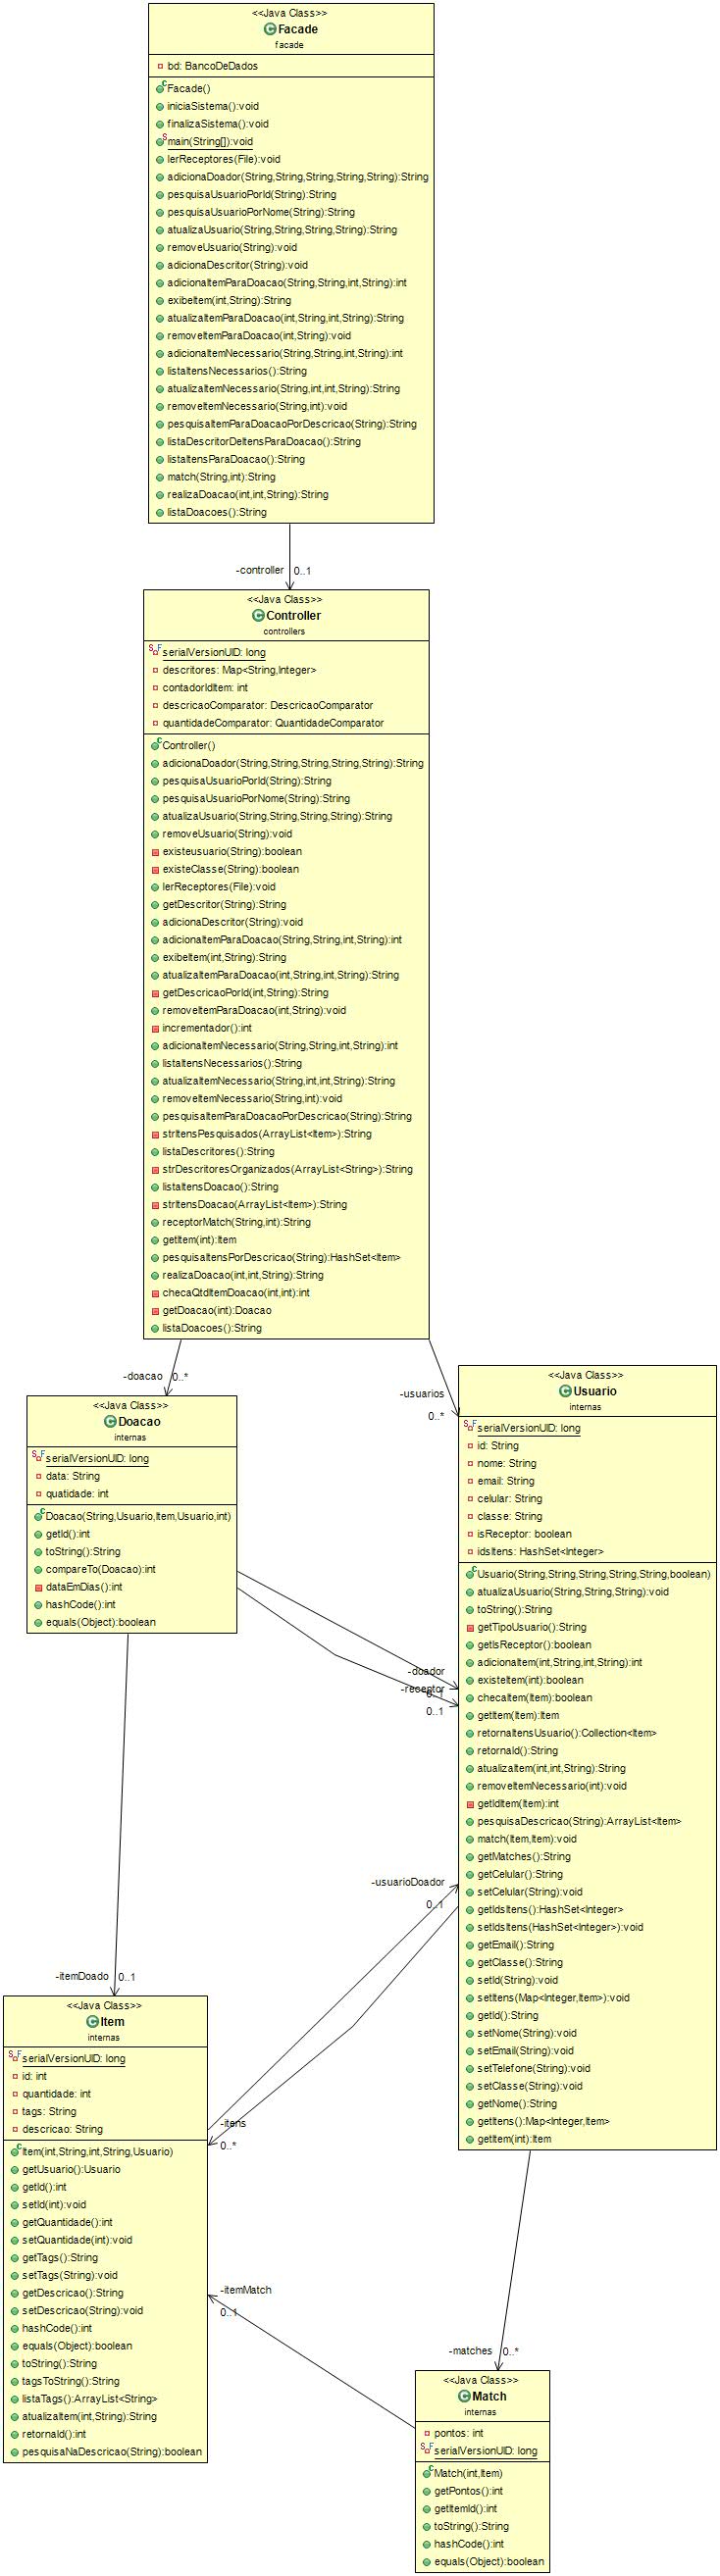 <<Java Class>>
Facade
facade
bd: BancoDeDados
Facade()
iniciaSistema():void
finalizaSistema():void
main(String[]):void
lerReceptores(File):void
adicionaDoador(String,String,String,String,String):String
pesquisaUsuarioPorId(String):String
pesquisaUsuarioPorNome(String):String
atualizaUsuario(String,String,String,String):String
removeUsuario(String):void
adicionaDescritor(String):void
adicionaItemParaDoacao(String,String,int,String):int
exibeItem(int,String):String
atualizaItemParaDoacao(int,String,int,String):String
removeItemParaDoacao(int,String):void
adicionaItemNecessario(String,String,int,String):int
listaItensNecessarios():String
atualizaItemNecessario(String,int,int,String):String
removeItemNecessario(String,int):void
pesquisaItemParaDoacaoPorDescricao(String):String
listaDescritorDeItensParaDoacao():String
listaItensParaDoacao():String
match(String,int):String
realizaDoacao(int,int,String):String
listaDoacoes():String
-controller 0..1
<<Java Class>>
Controller
controllers
serialVersionUID: long
descritores: Map<String,Integer>
contadorIdItem: int
descricaoComparator: DescricaoComparator
quantidadeComparator: QuantidadeComparator
Controller()
adicionaDoador(String,String,String,String,String):String
pesquisaUsuarioPorId(String):String
pesquisaUsuarioPorNome(String):String
atualizaUsuario(String,String,String,String):String
removeUsuario(String):void
existeusuario(String):boolean
existeClasse(String):boolean
lerReceptores(File):void
getDescritor(String):String
adicionaDescritor(String):void
adicionaItemParaDoacao(String,String,int,String):int
exibeItem(int,String):String
atualizaItemParaDoacao(int,String,int,String):String
getDescricaoPorId(int,String):String
removeItemParaDoacao(int,String):void
incrementador():int
adicionaItemNecessario(String,String,int,String):int
listaItensNecessarios():String
atualizaItemNecessario(String,int,int,String):String
removeItemNecessario(String,int):void
pesquisaItemParaDoacaoPorDescricao(String):String
strItensPesquisados(ArrayList<Item>):String
listaDescritores():String
strDescritoresOrganizados(ArrayList<String>):String
listaItensDoacao():String
strItensDoacao(ArrayList<Item>):String
receptorMatch(String,int):String
getItem(int):Item
pesquisaItensPorDescricao(String):HashSet<Item>
realizaDoacao(int,int,String):String
checaQtdItemDoacao(int,int):int
getDoacao(int):Doacao
listaDoacoes():String
-doacao 0..*
-usuarios
0..*
<<Java Class>>
Doacao
internas
serialVersionUID: long
data: String
quatidade: int
Doacao(String,Usuario,Item,Usuario,int)
getId():int
toString():String
compareTo(Doacao):int
dataEmDias():int
hashCode():int
equals(Object):boolean
<<Java Class>>
Usuario
internas
serialVersionUID: long
id: String
nome: String
email: String
celular: String
classe: String
isReceptor: boolean
idsItens: HashSet<Integer>
Usuario(String,String,String,String,String,boolean)
atualizaUsuario(String,String,String):void
toString():String
getTipoUsuario():String
getIsReceptor():boolean
adicionaItem(int,String,int,String):int
existeItem(int):boolean
checaItem(Item):boolean
getItem(Item):Item
retornaItensUsuario():Collection<Item>
retornaId():String
atualizaItem(int,int,String):String
removeItemNecessario(int):void
getIdItem(Item):int
pesquisaDescricao(String):ArrayList<Item>
match(Item,Item):void
getMatches():String
getCelular():String
setCelular(String):void
getIdsItens():HashSet<Integer>
setIdsItens(HashSet<Integer>):void
getEmail():String
getClasse():String
setId(String):void
setItens(Map<Integer,Item>):void
getId():String
setNome(String):void
setEmail(String):void
setTelefone(String):void
setClasse(String):void
getNome():String
getItens():Map<Integer,Item>
getItem(int):Item
-doador
0..1
-receptor
0..1
-usuarioDoador
0..1
-itemDoado 0..1
<<Java Class>>
Item
internas
serialVersionUID: long
id: int
quantidade: int
tags: String
descricao: String
Item(int,String,int,String,Usuario)
getUsuario():Usuario
getId():int
setId(int):void
getQuantidade():int
setQuantidade(int):void
getTags():String
setTags(String):void
getDescricao():String
setDescricao(String):void
hashCode():int
equals(Object):boolean
toString():String
tagsToString():String
listaTags():ArrayList<String>
atualizaItem(int,String):String
retornaId():int
pesquisaNaDescricao(String):boolean
-itens
0..*
-itemMatch
0..1
-matches 0..*
<<Java Class>>
Match
internas
pontos: int
serialVersionUID: long
Match(int,Item)
getPontos():int
getItemId():int
toString():String
hashCode():int
equals(Object):boolean